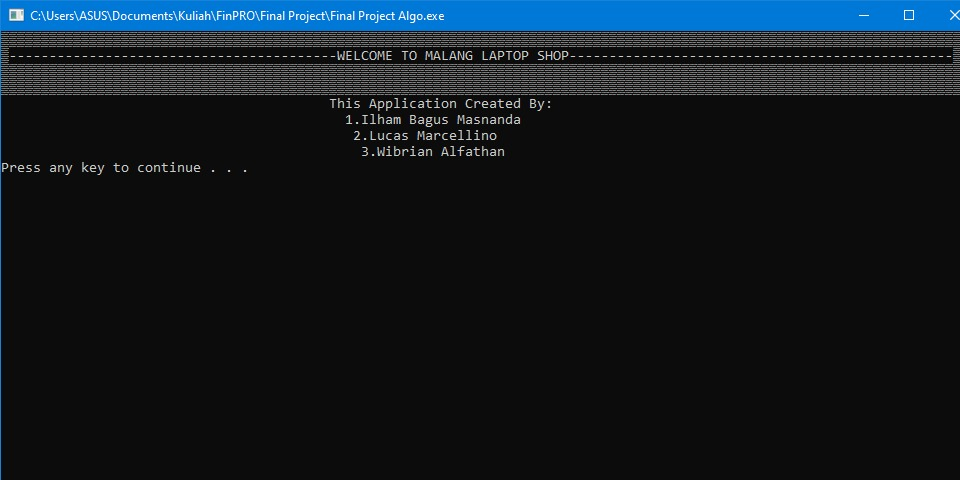 C:\Users\ASUS\Documents\Kuliah\FinPRO\Final Project\Final Project Algo.exe
-----------------------------------------WELCOME TO MALANG LAPTOP SHOP------------------------------------------------
This Application Created By:
1.Ilham Bagus Masnanda
2.Lucas Marcellino
3.Wibrian Alfathan
Press any key to continue . . .